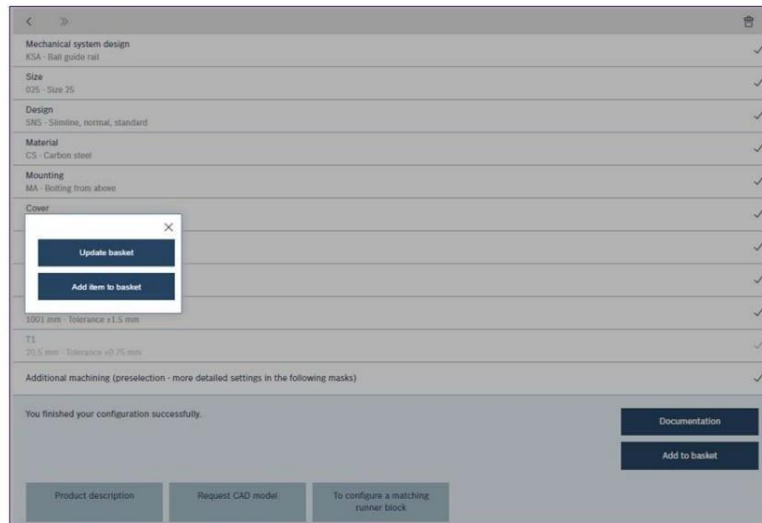 Mechanical system design
KSA - Ball guide rail
Size
025 - Size 25
Design
SNS - Slimline, normal, standard
Material
CS - Carbon steel
Mounting
MA - Bolting from above
Cover
Update basket
Add item to basket
1001 mm - Tolerance ±1.5 mm
T1
20.5 mm - Tolerance ±0.75 mm
Additional machining (preselection - more detailed settings in the following masks)
You finished your configuration successfully.
Documentation
Add to basket
Product description
Request CAD model
To configure a matching
runner block